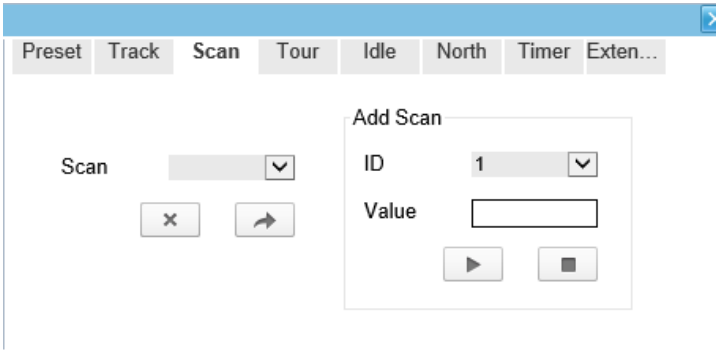 Preset Track Scan Tour Idle North Timer Exten...
Add Scan
Scan
ID 1
Value